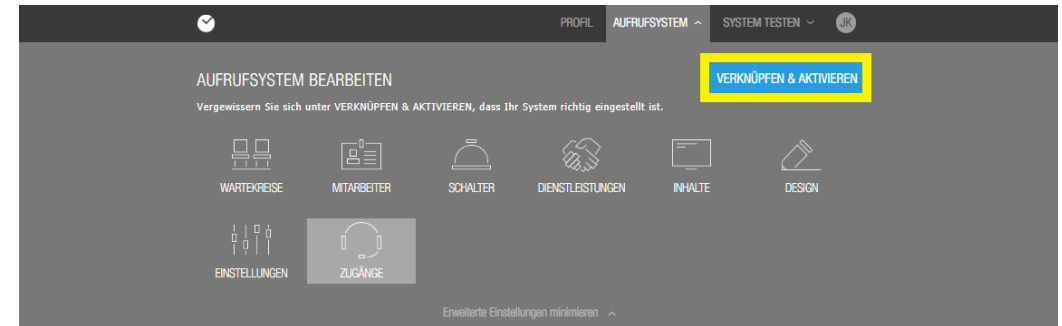 PROFIL AUFRUFSYSTEM SYSTEM TESTEN JK
AUFRUFSYSTEM BEARBEITEN VERKNÜPFEN & AKTIVIEREN
Vergewissern Sie sich unter VERKNÜPFEN & AKTIVIEREN, dass Ihr System richtig eingestellt ist.
WARTEKREISE MITARBEITER SCHALTER DIENSTLEISTUNGEN INHALTE DESIGN
EINSTELLUNGEN ZUGÄNGE
Erweiterte Einstellungen minimieren